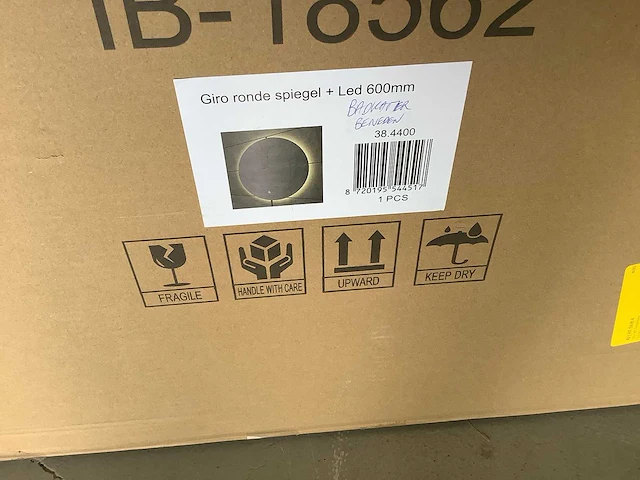 IB-18562
Giro ronde spiegel + Led 600mm
BADKAMER
BENEDEN
38.4400
8 720195 544517
1 PCS
FRAGILE
HANDLE WITH CARE
UPWARD
KEEP DRY